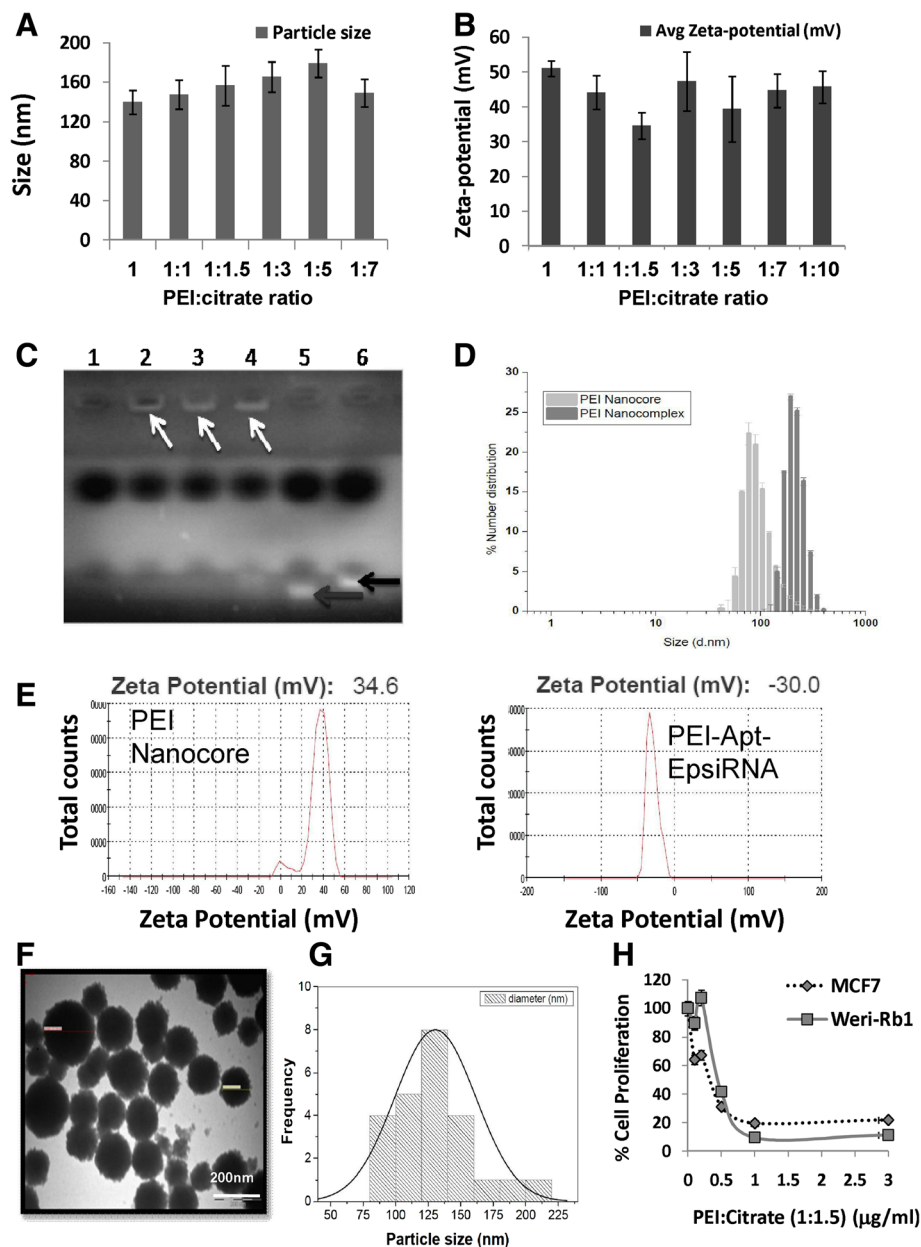 A
Particle size
200
160
120
80
40
0
Size (nm)
1 1:1 1:1.5 1:3 1:5 1:7
PEI:citrate ratio
B
Avg Zeta-potential (mV)
60
50
40
30
20
10
0
Zeta-potential (mV)
1 1:1 1:1.5 1:3 1:5 1:7 1:10
PEI:citrate ratio
C
1 2 3 4 5 6
D
PEI Nanocore
PEI Nanocomplex
30
25
20
15
10
5
0
% Number distribution
1 10 100 1000
Size (d.nm)
E
Zeta Potential (mV): 34.6
PEI
Nanocore
Total counts
-160 -140 -120 -100 -80 -60 -40 -20 0 20 40 60 80 100 120
Zeta Potential (mV)
Zeta Potential (mV): -30.0
PEI-Apt-
EpsiRNA
Total counts
-200 -100 0 100 200
Zeta Potential (mV)
F
200nm
G
diameter (nm)
10
8
6
4
2
0
Frequency
50 75 100 125 150 175 200 225
Particle size (nm)
H
MCF7
Weri-Rb1
120
100
80
60
40
20
0
% Cell Proliferation
0 0.5 1 1.5 2 2.5 3
PEI:Citrate (1:1.5) (μg/ml)